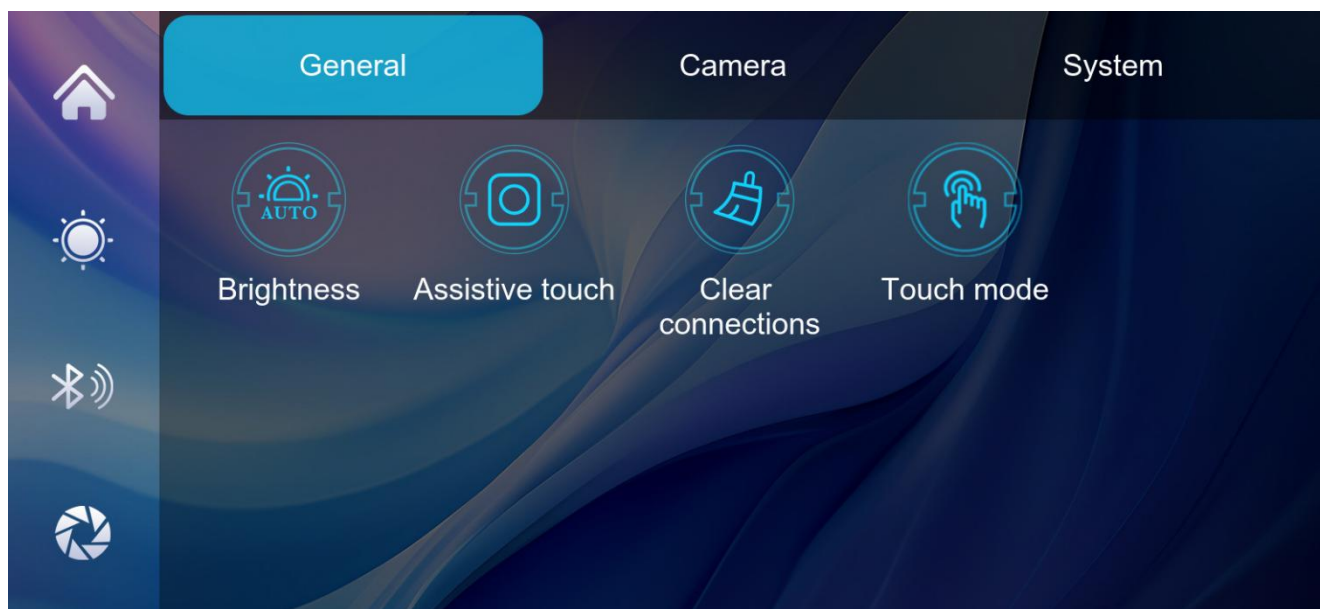 General
Camera
System
AUTO
Brightness
Assistive touch
Clear
connections
Touch mode